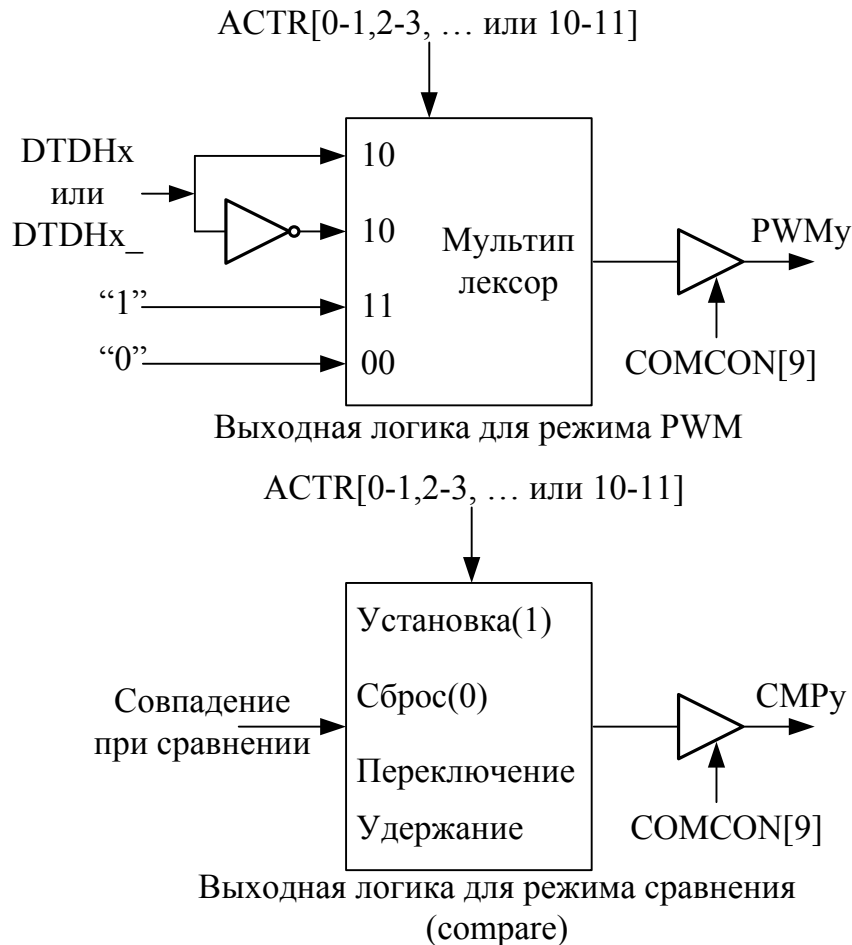 ACTR[0-1,2-3, … или 10-11]
DTDHx
или
DTDHx_
“1”
“0”
10
10
11
00
Мультип
лексор
PWMy
COMCON[9]
Выходная логика для режима PWM
ACTR[0-1,2-3, … или 10-11]
Совпадение
при сравнении
Установка(1)
Сброс(0)
Переключение
Удержание
CMPy
COMCON[9]
Выходная логика для режима сравнения
(compare)